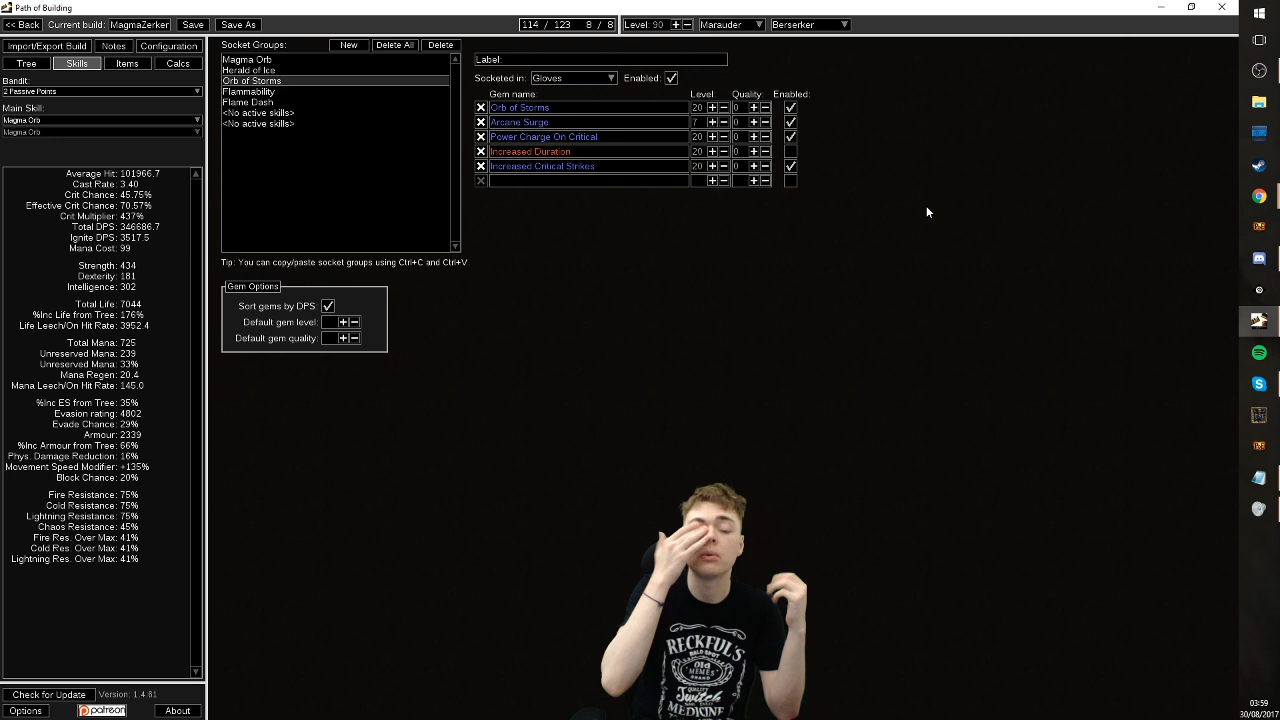 Path of Building
<< Back Current build: MagmaZerker Save Save As 114 / 123 8 / 8 Level: 90 Marauder Berserker
Import/Export Build Notes Configuration
Tree Skills Items Calcs
Bandit:
2 Passive Points
Main Skill:
Magma Orb
Magma Orb
Average Hit: 101966.7
Cast Rate: 3.40
Crit Chance: 45.75%
Effective Crit Chance: 70.57%
Crit Multiplier: 437%
Total DPS: 346686.7
Ignite DPS: 3517.5
Mana Cost: 99
Strength: 434
Dexterity: 181
Intelligence: 302
Total Life: 7044
%Inc Life from Tree: 176%
Life Leech/On Hit Rate: 3952.4
Total Mana: 725
Unreserved Mana: 239
Unreserved Mana: 33%
Mana Regen: 20.4
Mana Leech/On Hit Rate: 145.0
%Inc ES from Tree: 35%
Evasion rating: 4802
Evade Chance: 29%
Armour: 2339
%Inc Armour from Tree: 66%
Phys. Damage Reduction: 16%
Movement Speed Modifier: +135%
Block Chance: 20%
Fire Resistance: 75%
Cold Resistance: 75%
Lightning Resistance: 75%
Chaos Resistance: 45%
Fire Res. Over Max: 41%
Cold Res. Over Max: 41%
Lightning Res. Over Max: 41%
Check for Update Version: 1.4.61
Options patreon About
Socket Groups: New Delete All Delete
Magma Orb
Herald of Ice
Orb of Storms
Flammability
Flame Dash
<No active skills>
<No active skills>
Tip: You can copy/paste socket groups using Ctrl+C and Ctrl+V.
Gem Options
Sort gems by DPS:
Default gem level:
Default gem quality:
Label:
Socketed in: Gloves Enabled:
Gem name: Level: Quality: Enabled:
Orb of Storms 20 0
Arcane Surge 7 0
Power Charge On Critical 20 0
Increased Duration 20 0
Increased Critical Strikes 20 0
RECKFUL'S
BALD SPOT
Old
MEMES
BRAND
QUALITY
Twitch
MEDICINE
03:59
30/08/2017